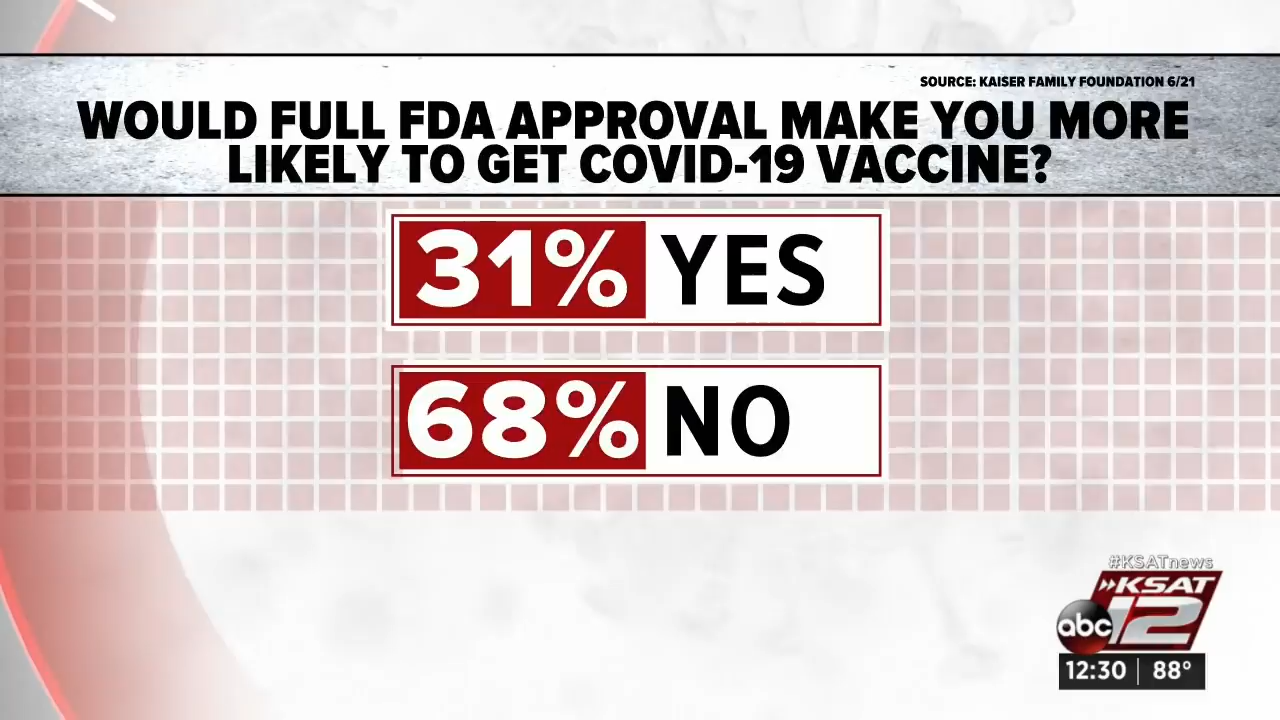 SOURCE: KAISER FAMILY FOUNDATION 6/21
WOULD FULL FDA APPROVAL MAKE YOU MORE
LIKELY TO GET COVID-19 VACCINE?
31% YES
68% NO
#KSATnews
KSAT
abc 12
12:30 88°